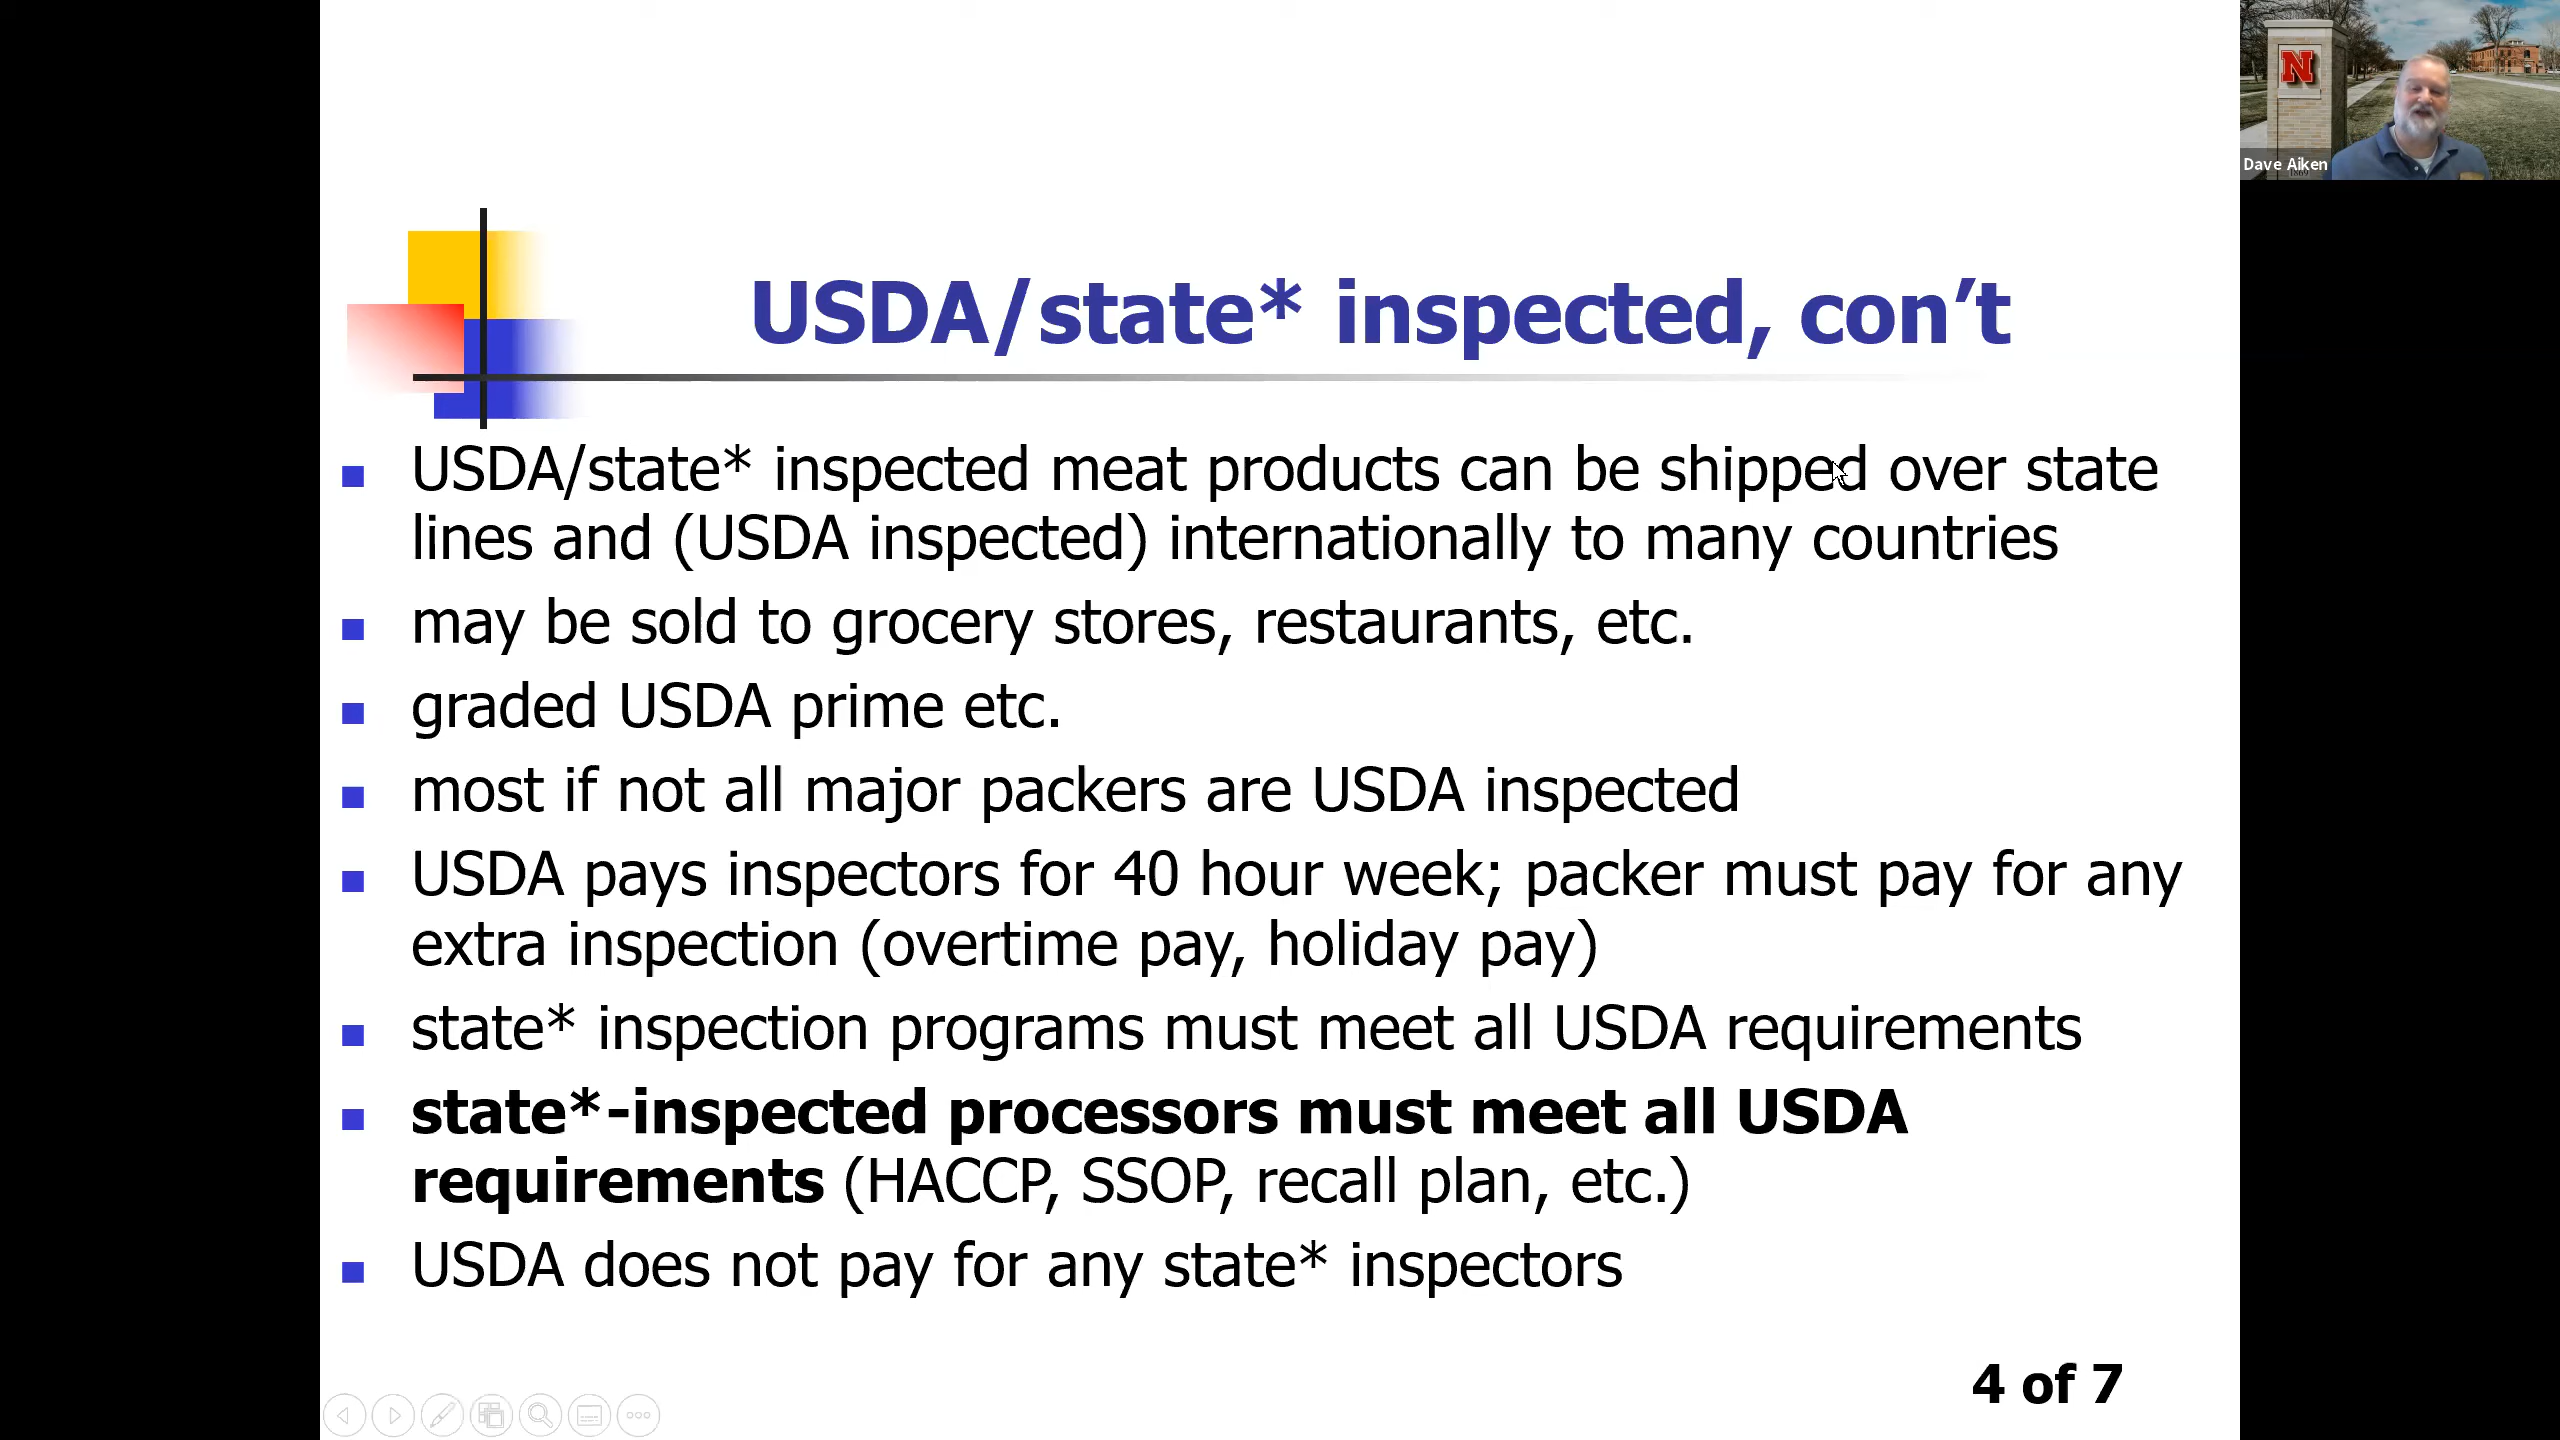 N
Dave Aiken
USDA/state* inspected, con’t
■ USDA/state* inspected meat products can be shipped over state
lines and (USDA inspected) internationally to many countries
■ may be sold to grocery stores, restaurants, etc.
■ graded USDA prime etc.
■ most if not all major packers are USDA inspected
■ USDA pays inspectors for 40 hour week; packer must pay for any
extra inspection (overtime pay, holiday pay)
■ state* inspection programs must meet all USDA requirements
■ state*-inspected processors must meet all USDA
requirements (HACCP, SSOP, recall plan, etc.)
■ USDA does not pay for any state* inspectors
4 of 7